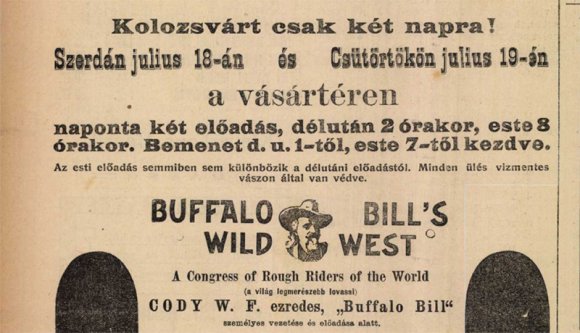 Kolozsvárt csak két napra!
Szerdán julius 18-án és Csütörtökön julius 19-én
a vásártéren
naponta két előadás, délután 2 órakor, este 8
órakor. Bemenet d. u. 1-től, este 7-től kezdve.
Az esti előadás semmiben sem különbözik a délutáni előadástól. Minden ülés vizmentes
vászon által van védve.
BUFFALO BILL'S
WILD WEST
A Congress of Rough Riders of the World
(a világ legmerészebb lovassai)
CODY W. F. ezredes, „Buffalo Bill“
személyes vezetése és előadása alatt.